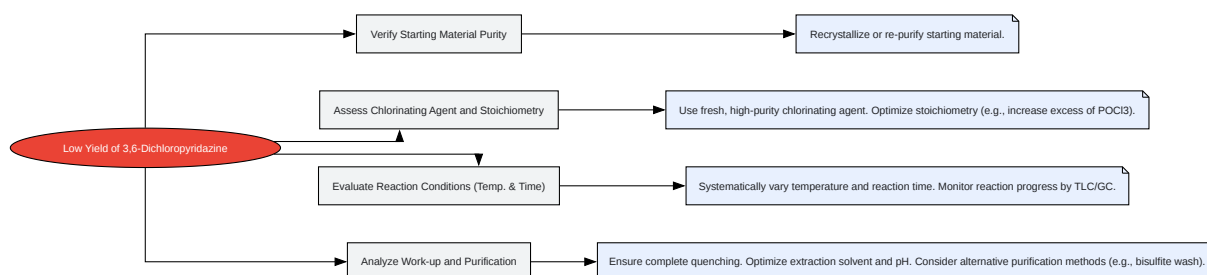 Verify Starting Material Purity
Recrystallize or re-purify starting material.
Assess Chlorinating Agent and Stoichiometry
Use fresh, high-purity chlorinating agent. Optimize stoichiometry (e.g., increase excess of POCl3).
Low Yield of 3,6-Dichloropyridazine
Evaluate Reaction Conditions (Temp. & Time)
Systematically vary temperature and reaction time. Monitor reaction progress by TLC/GC.
Analyze Work-up and Purification
Ensure complete quenching. Optimize extraction solvent and pH. Consider alternative purification methods (e.g., bisulfite wash).